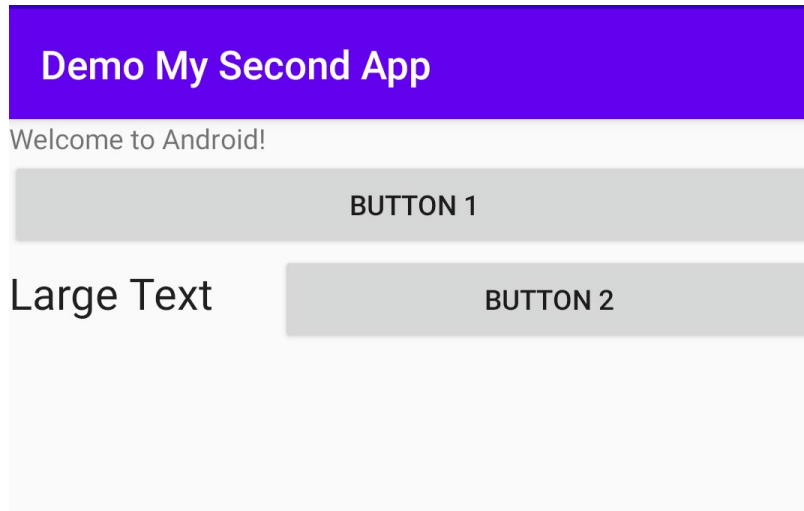 Demo My Second App
Welcome to Android!
BUTTON 1
Large Text BUTTON 2